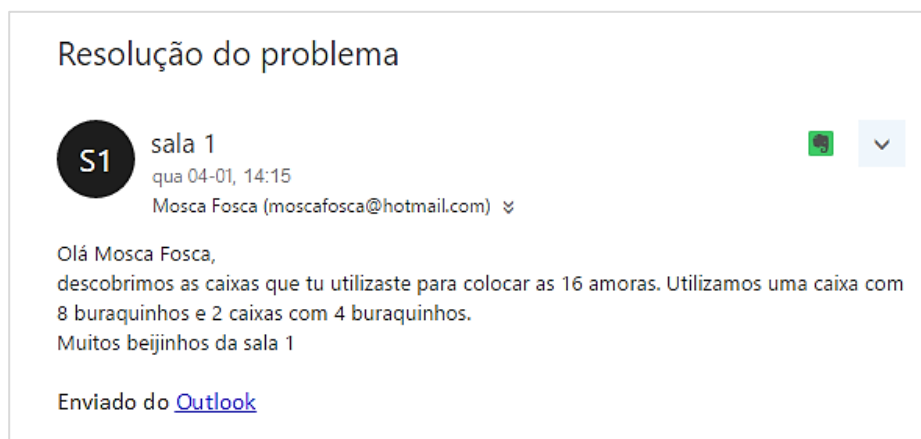 Resolução do problema
S1
sala 1
qua 04-01, 14:15
Mosca Fosca (moscafosca@hotmail.com)
Olá Mosca Fosca,
descobrimos as caixas que tu utilizaste para colocar as 16 amoras. Utilizamos uma caixa com
8 buraquinhos e 2 caixas com 4 buraquinhos.
Muitos beijinhos da sala 1
Enviado do Outlook